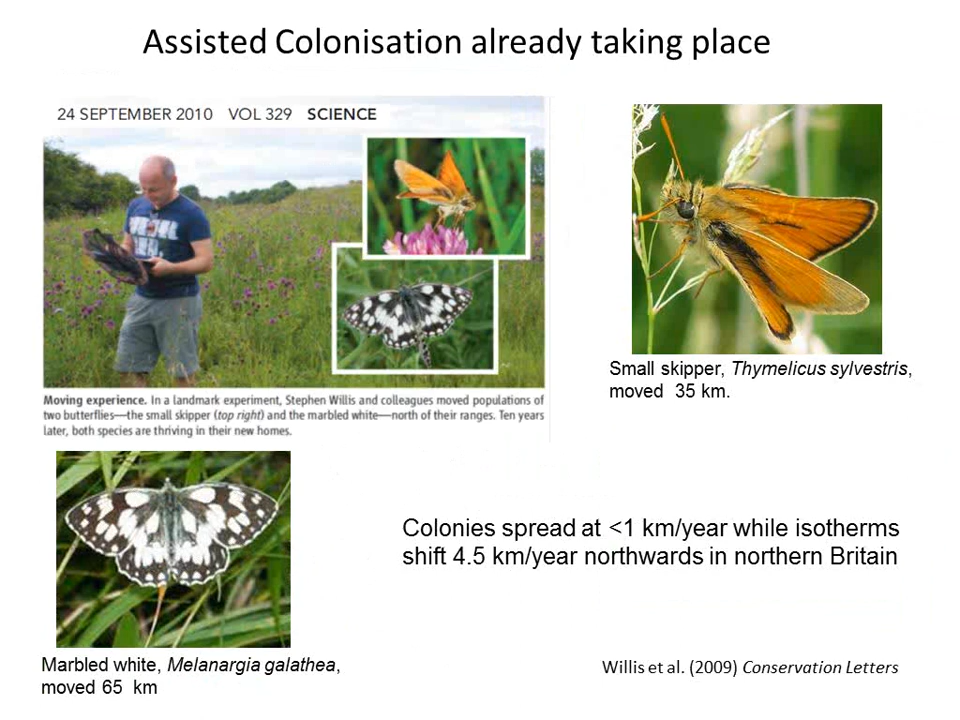 Assisted Colonisation already taking place
24 SEPTEMBER 2010 VOL 329 SCIENCE
Moving experience. In a landmark experiment, Stephen Willis and colleagues moved populations of
two butterflies—the small skipper (top right) and the marbled white—north of their ranges. Ten years
later, both species are thriving in their new homes.
Small skipper, Thymelicus sylvestris,
moved 35 km.
Colonies spread at <1 km/year while isotherms
shift 4.5 km/year northwards in northern Britain
Marbled white, Melanargia galathea,
moved 65 km
Willis et al. (2009) Conservation Letters